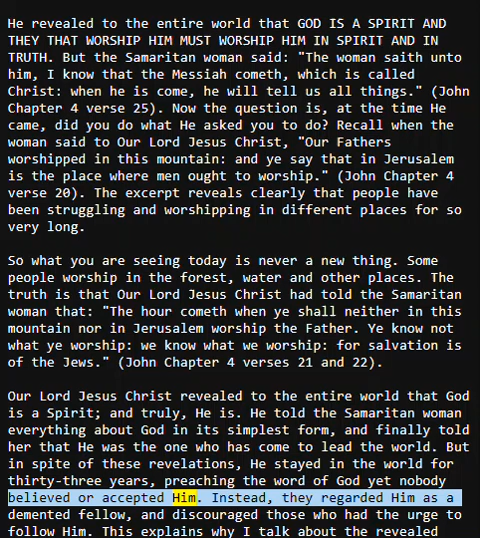 He revealed to the entire world that GOD IS A SPIRIT AND
THEY THAT WORSHIP HIM MUST WORSHIP HIM IN SPIRIT AND IN
TRUTH. But the Samaritan woman said: "The woman saith unto
him, I know that the Messiah cometh, which is called
Christ: when he is come, he will tell us all things." (John
Chapter 4 verse 25). Now the question is, at the time He
came, did you do what He asked you to do? Recall when the
woman said to Our Lord Jesus Christ, "Our Fathers
worshipped in this mountain: and ye say that in Jerusalem
is the place where men ought to worship." (John Chapter 4
verse 20). The excerpt reveals clearly that people have
been struggling and worshipping in different places for so
very long.
So what you are seeing today is never a new thing. Some
people worship in the forest, water and other places. The
truth is that Our Lord Jesus Christ had told the Samaritan
woman that: "The hour cometh when ye shall neither in this
mountain nor in Jerusalem worship the Father. Ye know not
what ye worship: we know what we worship: for salvation is
of the Jews." (John Chapter 4 verses 21 and 22).
Our Lord Jesus Christ revealed to the entire world that God
is a Spirit; and truly, He is. He told the Samaritan woman
everything about God in its simplest form, and finally told
her that He was the one who has come to lead the world. But
in spite of these revelations, He stayed in the world for
thirty-three years, preaching the word of God yet nobody
believed or accepted Him. Instead, they regarded Him as a
demented fellow, and discouraged those who had the urge to
follow Him. This explains why I talk about the revealed